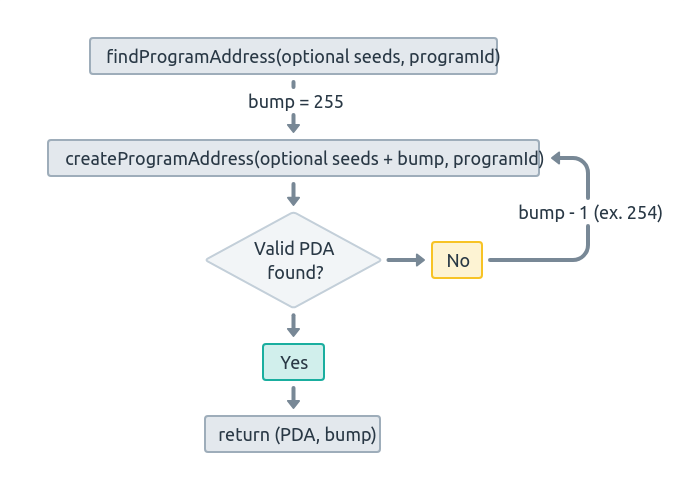 findProgramAddress(optional seeds, programId)
bump = 255
createProgramAddress(optional seeds + bump, programId)
bump - 1 (ex. 254)
Valid PDA
found?
No
Yes
return (PDA, bump)